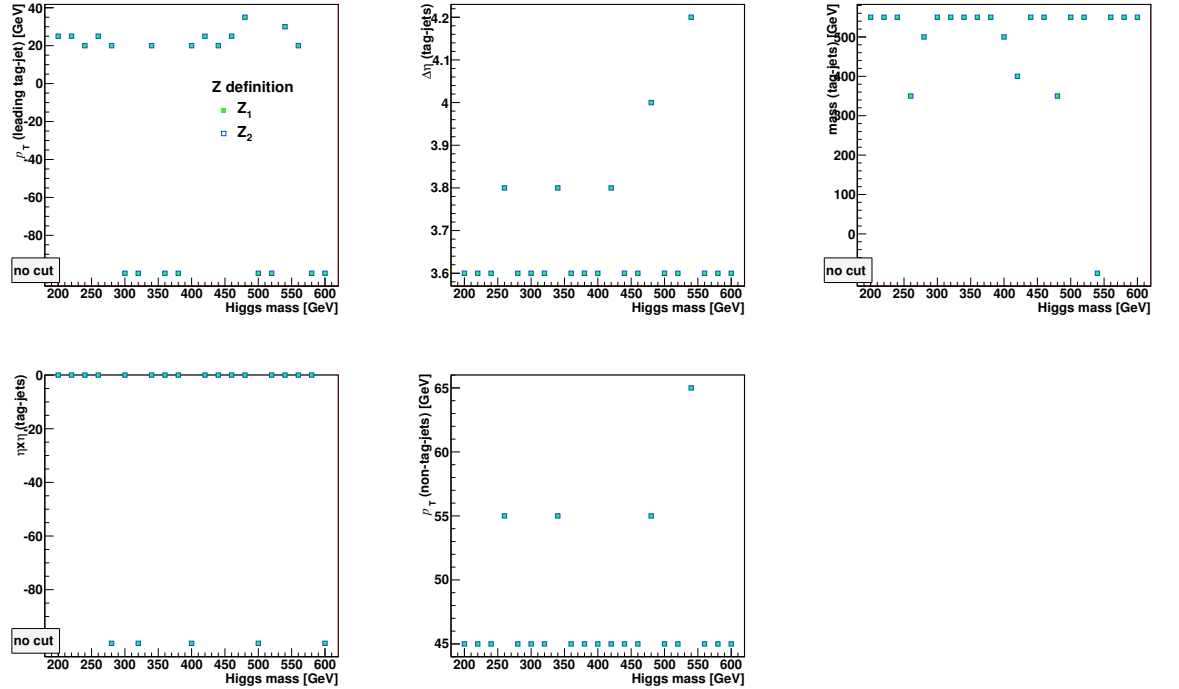 40
20
0
-20
-40
-60
-80
no cut
200 250 300 350 400 450 500 550 600
Higgs mass [GeV]
p T (leading tag-jet) [GeV]
Z definition
Z1
Z2
4.2
4.1
4
3.9
3.8
3.7
3.6
200 250 300 350 400 450 500 550 600
Higgs mass [GeV]
Δη (tag-jets)
500
400
300
200
100
0
no cut
200 250 300 350 400 450 500 550 600
Higgs mass [GeV]
mass (tag-jets) [GeV]
0
-20
-40
-60
-80
no cut
200 250 300 350 400 450 500 550 600
Higgs mass [GeV]
ηxη (tag-jets)
65
60
55
50
45
200 250 300 350 400 450 500 550 600
Higgs mass [GeV]
p T (non-tag-jets) [GeV]